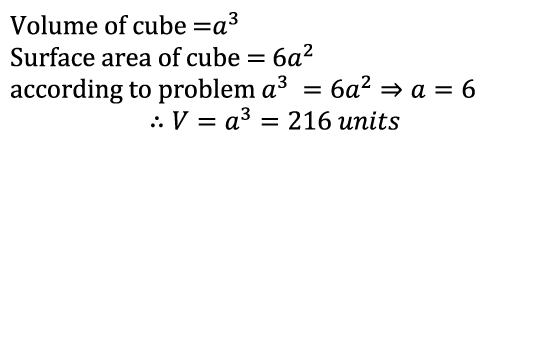 Volume of cube =𝑎³
Surface area of cube = 6𝑎²
according to problem 𝑎³ = 6𝑎² ⇒ 𝑎 = 6
∴ 𝑉 = 𝑎³ = 216 𝑢𝑛𝑖𝑡𝑠